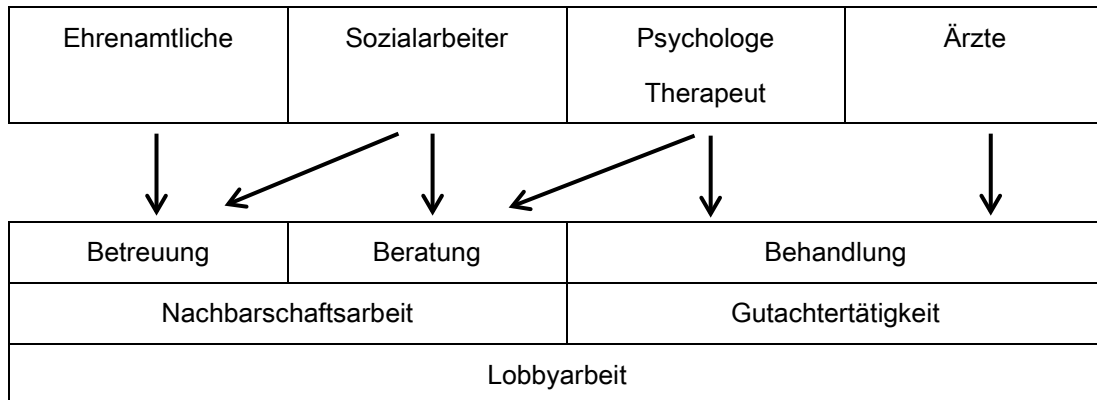 Ehrenamtliche
Sozialarbeiter
Psychologe
Therapeut
Ärzte
Betreuung
Beratung
Behandlung
Nachbarschaftsarbeit
Gutachtertätigkeit
Lobbyarbeit